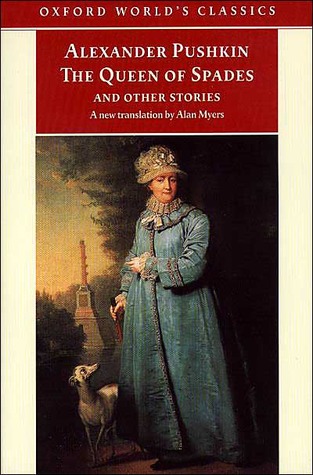 OXFORD WORLD'S CLASSICS
ALEXANDER PUSHKIN
THE QUEEN OF SPADES
AND OTHER STORIES
A new translation by Alan Myers